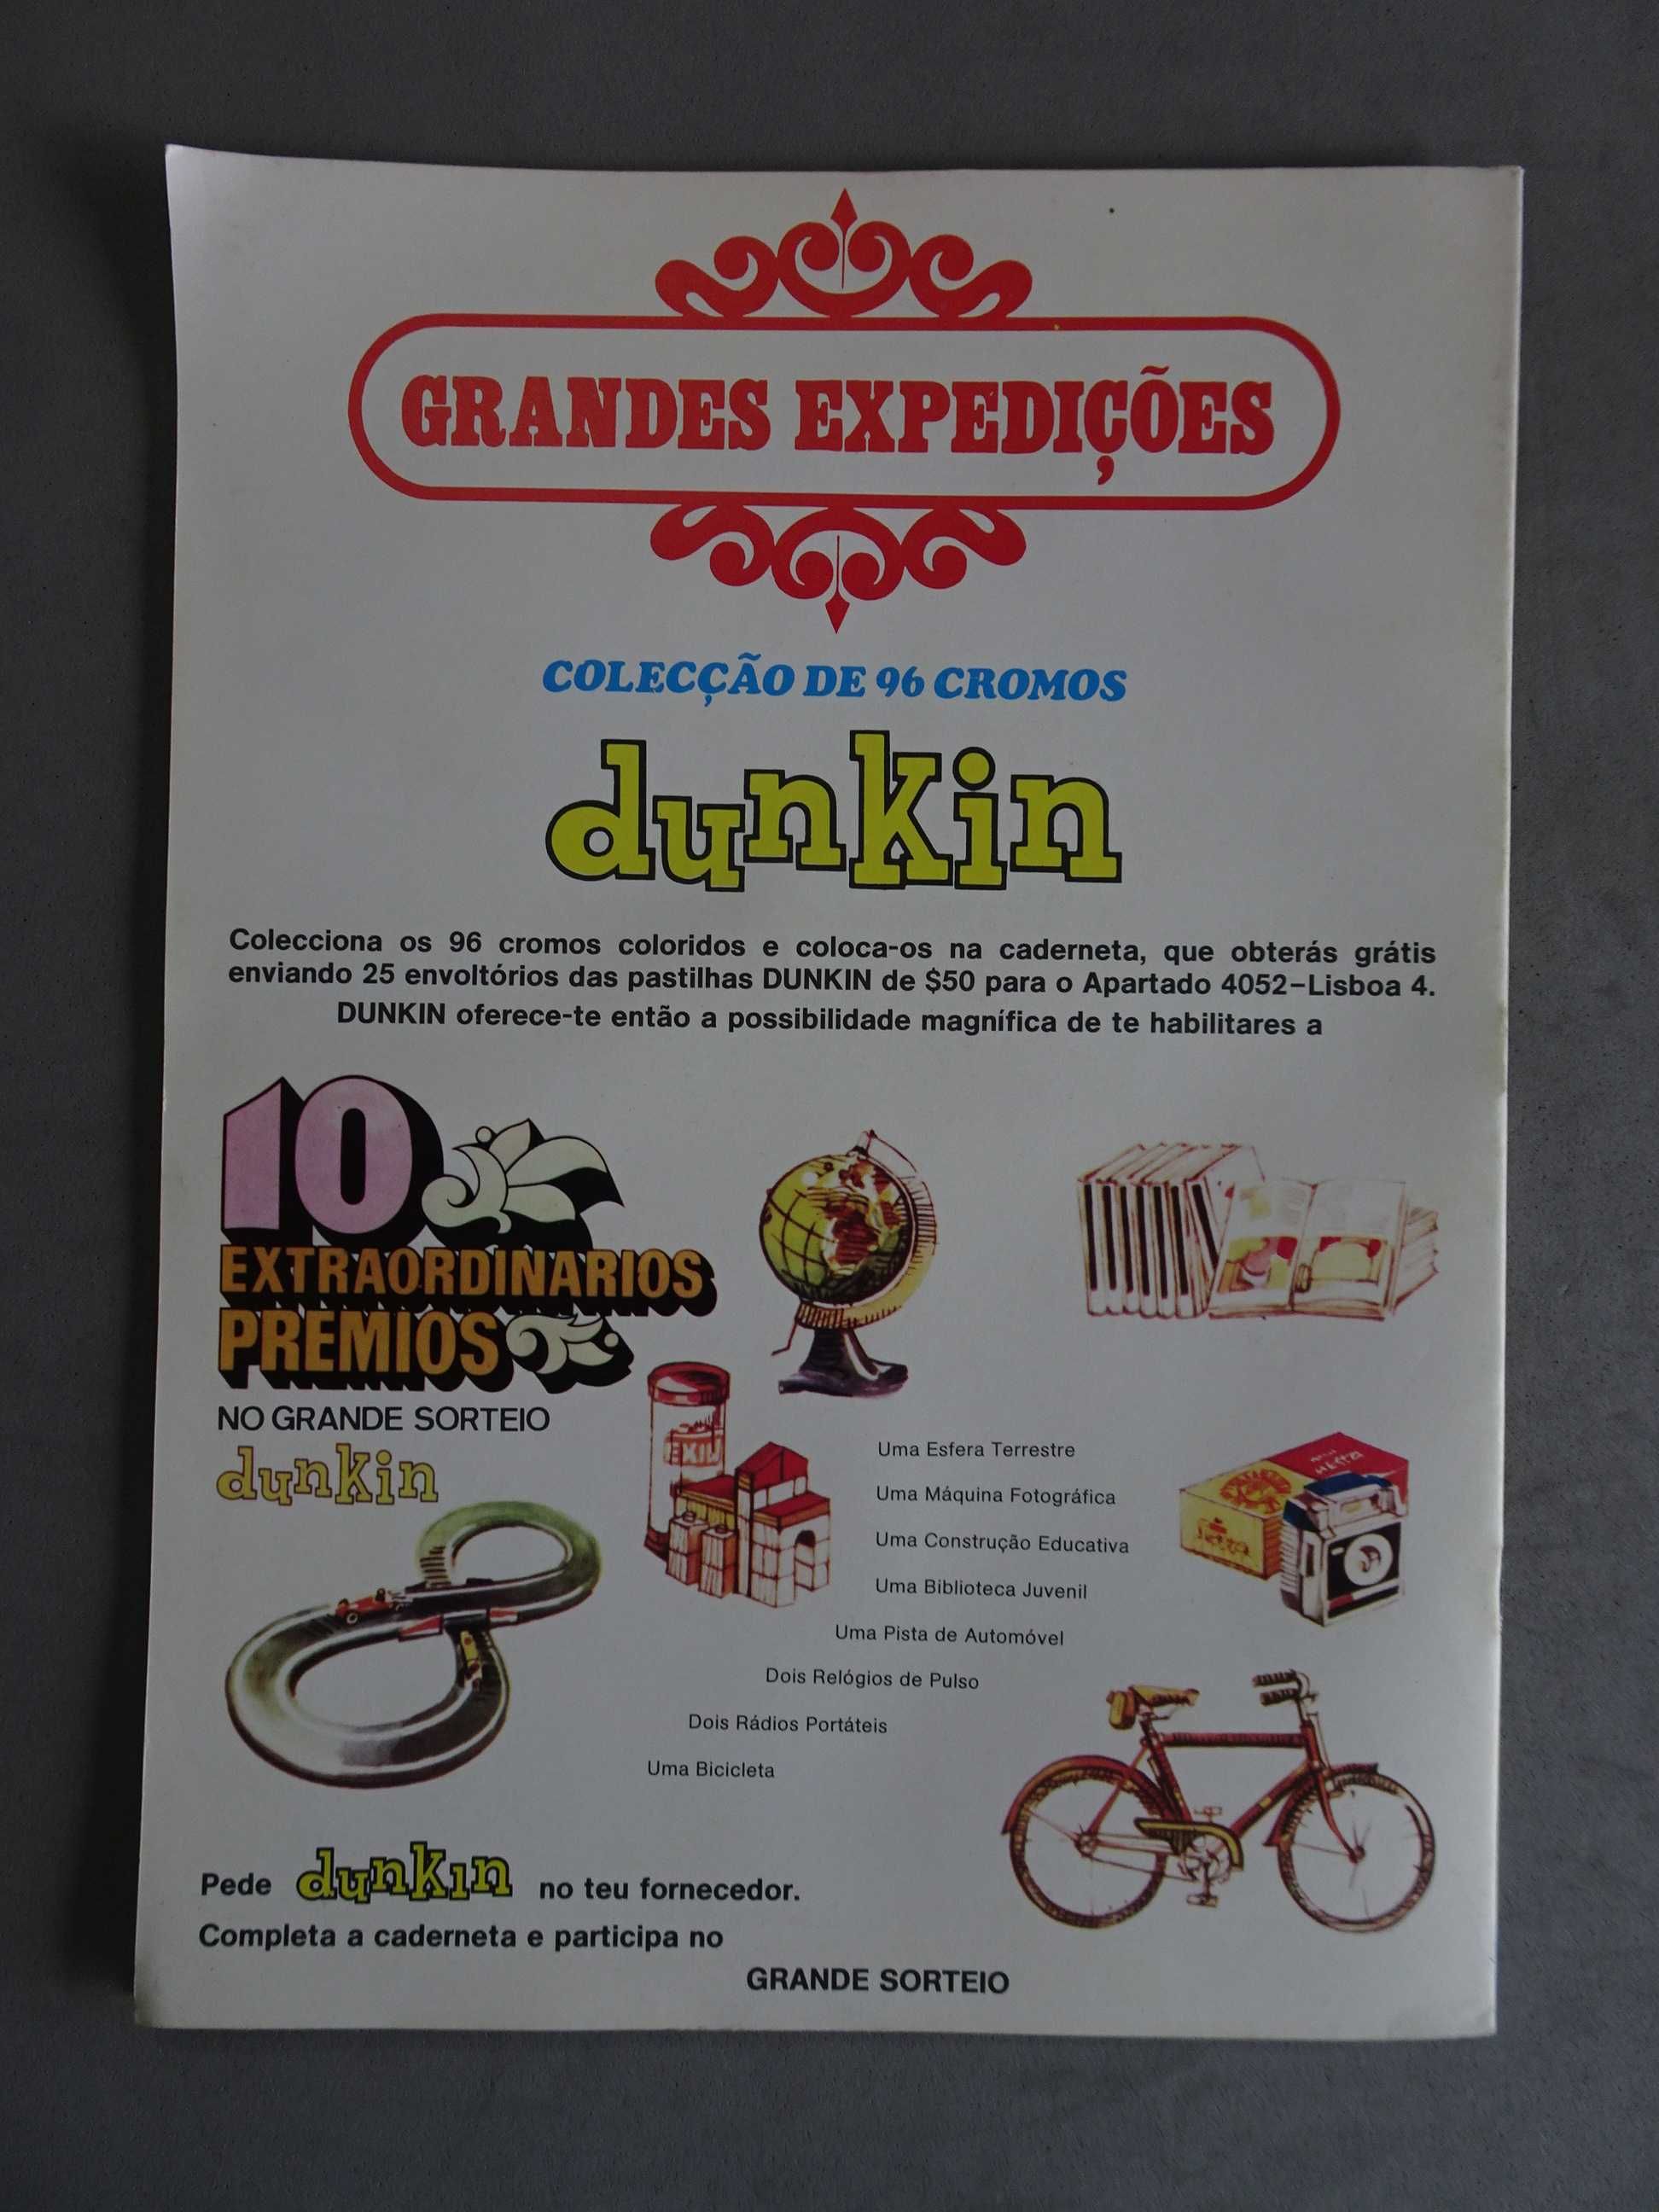 GRANDES EXPEDIÇÕES
COLECÇÃO DE 96 CROMOS
dunkin
Colecciona os 96 cromos coloridos e coloca-os na caderneta, que obterás grátis
enviando 25 envoltórios das pastilhas DUNKIN de $50 para o Apartado 4052-Lisboa 4.
DUNKIN oferece-te então a possibilidade magnífica de te habilitares a
10
EXTRAORDINARIOS
PREMIOS
NO GRANDE SORTEIO
dunkin
Uma Esfera Terrestre
Uma Máquina Fotográfica
Uma Construção Educativa
Uma Biblioteca Juvenil
Uma Pista de Automóvel
Dois Relógios de Pulso
Dois Rádios Portáteis
Uma Bicicleta
Pede dunkin no teu fornecedor.
Completa a caderneta e participa no
GRANDE SORTEIO